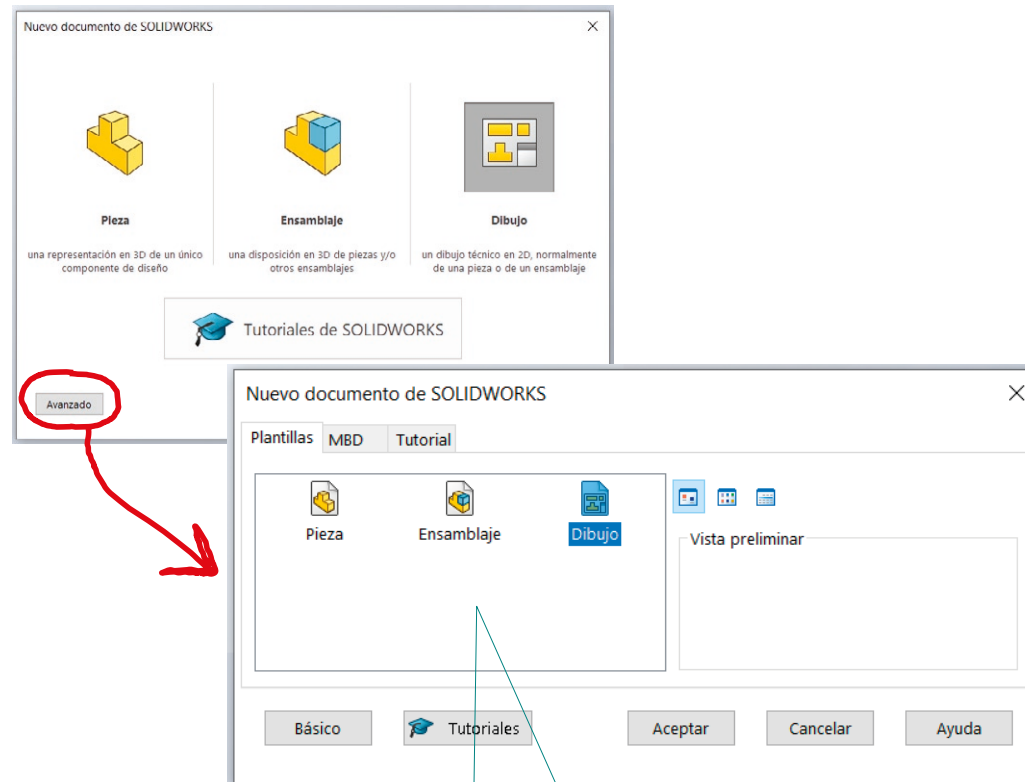 Nuevo documento de SOLIDWORKS
Pieza
Ensamblaje
Dibujo
una representación en 3D de un único
componente de diseño
una disposición en 3D de piezas y/o
otros ensamblajes
un dibujo técnico en 2D, normalmente
de una pieza o de un ensamblaje
Tutoriales de SOLIDWORKS
Avanzado
Nuevo documento de SOLIDWORKS
Plantillas MBD Tutorial
Pieza Ensamblaje Dibujo
Vista preliminar
Básico Tutoriales Aceptar Cancelar Ayuda